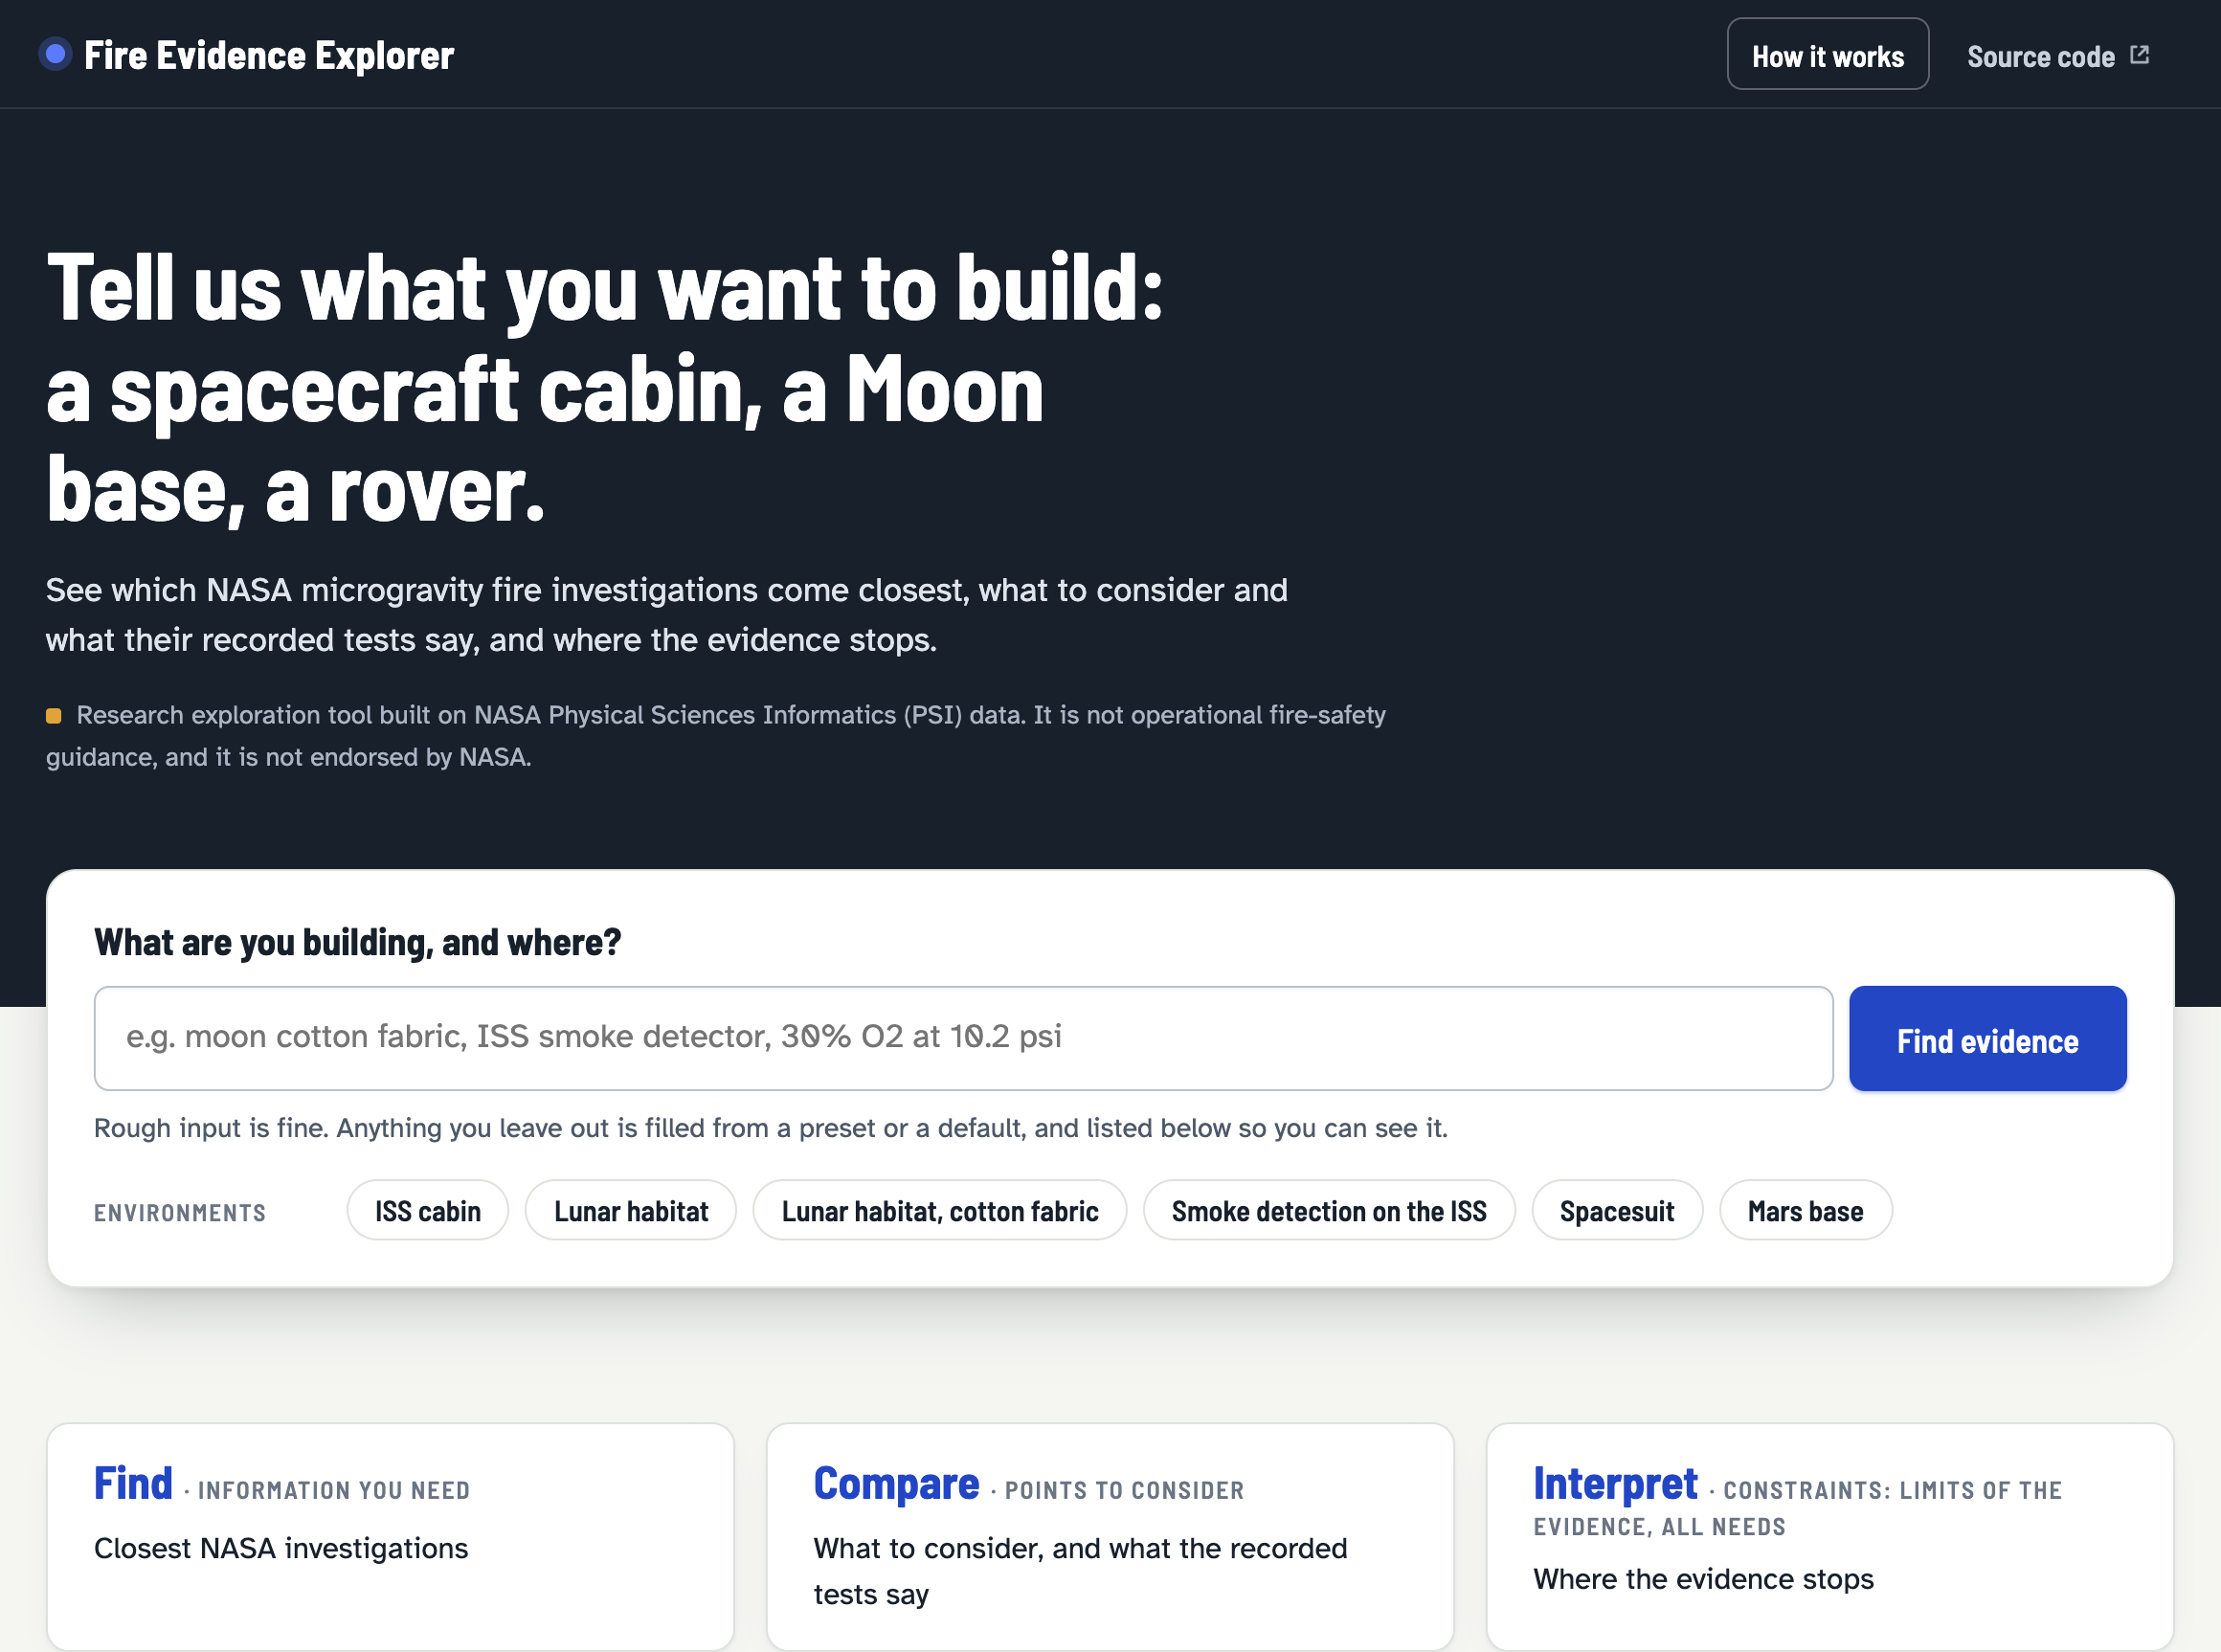 Fire Evidence Explorer
How it works
Source code
Tell us what you want to build:
a spacecraft cabin, a Moon
base, a rover.
See which NASA microgravity fire investigations come closest, what to consider and
what their recorded tests say, and where the evidence stops.
Research exploration tool built on NASA Physical Sciences Informatics (PSI) data. It is not operational fire-safety
guidance, and it is not endorsed by NASA.
What are you building, and where?
e.g. moon cotton fabric, ISS smoke detector, 30% O2 at 10.2 psi
Find evidence
Rough input is fine. Anything you leave out is filled from a preset or a default, and listed below so you can see it.
ENVIRONMENTS
ISS cabin
Lunar habitat
Lunar habitat, cotton fabric
Smoke detection on the ISS
Spacesuit
Mars base
Find · INFORMATION YOU NEED
Closest NASA investigations
Compare · POINTS TO CONSIDER
What to consider, and what the recorded
tests say
Interpret · CONSTRAINTS: LIMITS OF THE
EVIDENCE, ALL NEEDS
Where the evidence stops